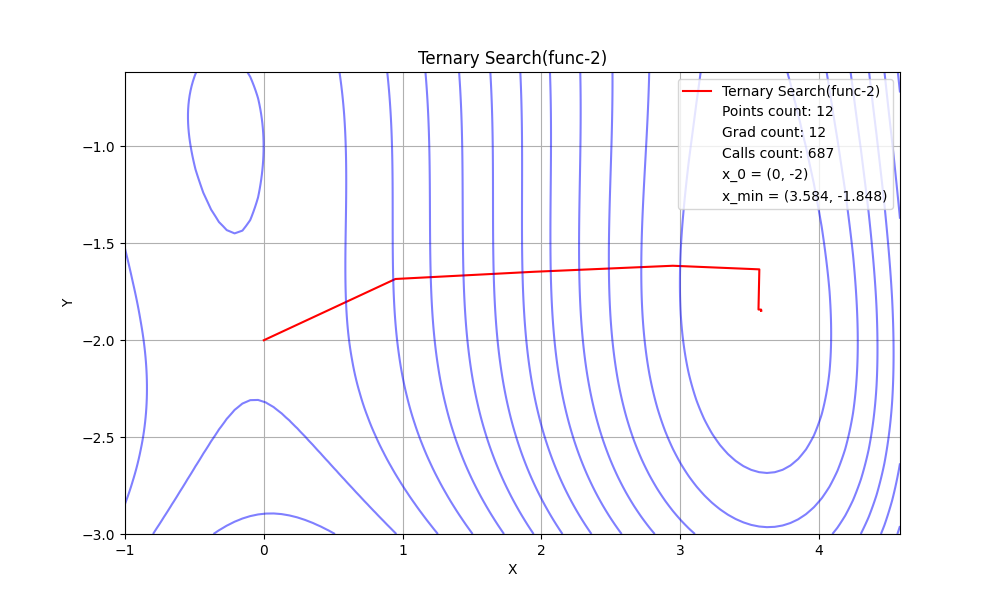 Ternary Search(func-2)
Ternary Search(func-2)
Points count: 12
Grad count: 12
Calls count: 687
x_0 = (0, -2)
x_min = (3.584, -1.848)
Y
−1.0
−1.5
−2.0
−2.5
−3.0
−1 0 1 2 3 4
X